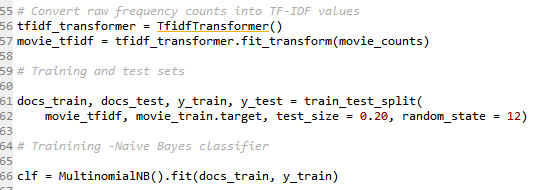 55 # Convert raw frequency counts into TF-IDF values
56 tfidf_transformer = TfidfTransformer()
57 movie_tfidf = tfidf_transformer.fit_transform(movie_counts)
58
59 # Training and test sets
60
61 docs_train, docs_test, y_train, y_test = train_test_split(
62     movie_tfidf, movie_train.target, test_size = 0.20, random_state = 12)
63
64 # Trainining -Naive Bayes classifier
65
66 clf = MultinomialNB().fit(docs_train, y_train)